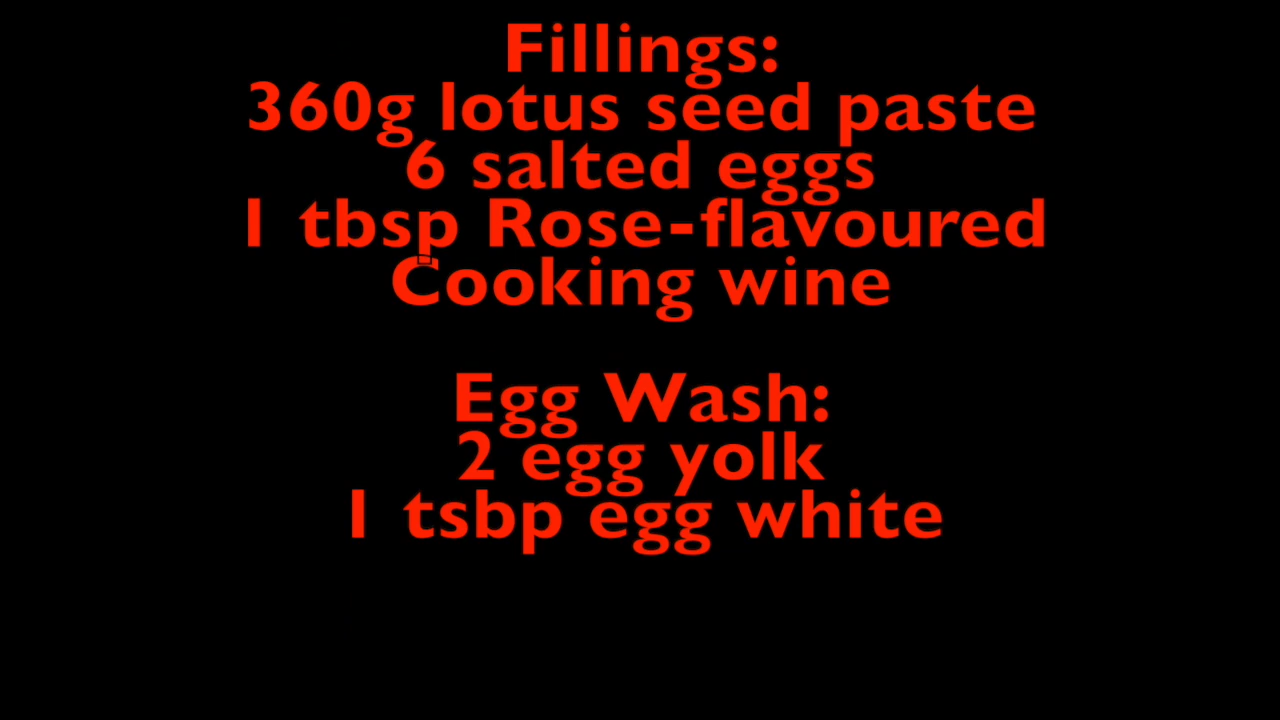 Fillings:
360g lotus seed paste
6 salted eggs
1 tbsp Rose-flavoured
Cooking wine
Egg Wash:
2 egg yolk
1 tsbp egg white